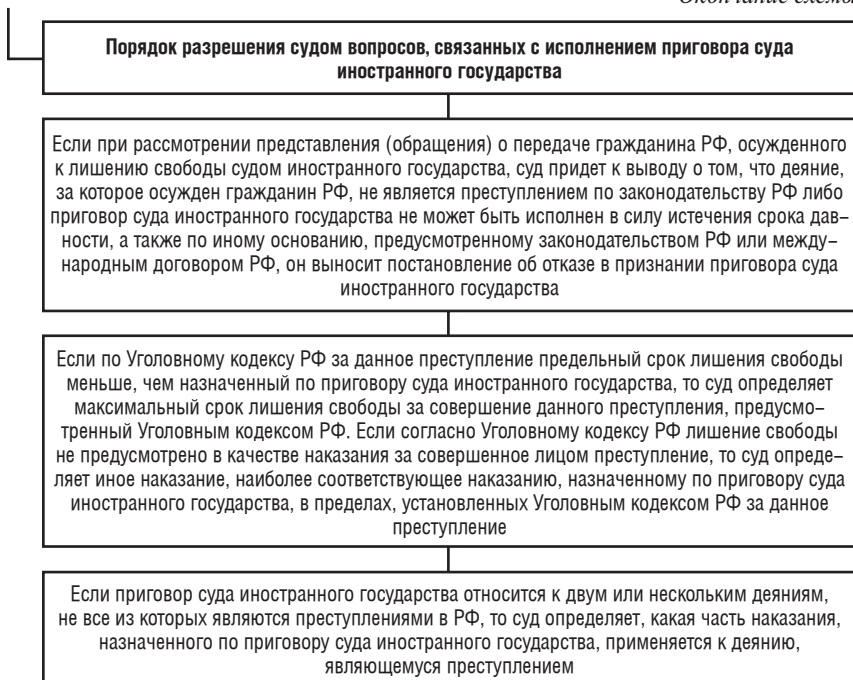 Окончание схемы
Порядок разрешения судом вопросов, связанных с исполнением приговора суда
иностранного государства
Если при рассмотрении представления (обращения) о передаче гражданина РФ, осужденного
к лишению свободы судом иностранного государства, суд придет к выводу о том, что деяние,
за которое осужден гражданин РФ, не является преступлением по законодательству РФ либо
приговор суда иностранного государства не может быть исполнен в силу истечения срока дав-
ности, а также по иному основанию, предусмотренному законодательством РФ или между-
народным договором РФ, он выносит постановление об отказе в признании приговора суда
иностранного государства
Если по Уголовному кодексу РФ за данное преступление предельный срок лишения свободы
меньше, чем назначенный по приговору суда иностранного государства, то суд определяет
максимальный срок лишения свободы за совершение данного преступления, предусмо-
тренный Уголовным кодексом РФ. Если согласно Уголовному кодексу РФ лишение свободы
не предусмотрено в качестве наказания за совершенное лицом преступление, то суд опреде-
ляет иное наказание, наиболее соответствующее наказанию, назначенному по приговору суда
иностранного государства, в пределах, установленных Уголовным кодексом РФ за данное
преступление
Если приговор суда иностранного государства относится к двум или нескольким деяниям,
не все из которых являются преступлениями в РФ, то суд определяет, какая часть наказания,
назначенного по приговору суда иностранного государства, применяется к деянию,
являющемуся преступлением